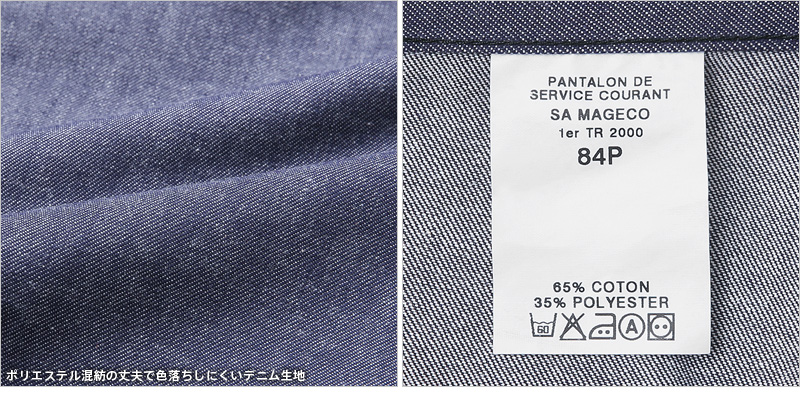 ポリエステル混紡の丈夫で色落ちしにくいデニム生地
PANTALON DE
SERVICE COURANT
SA MAGECO
1er TR 2000
84P
65% COTON
35% POLYESTER
60 A